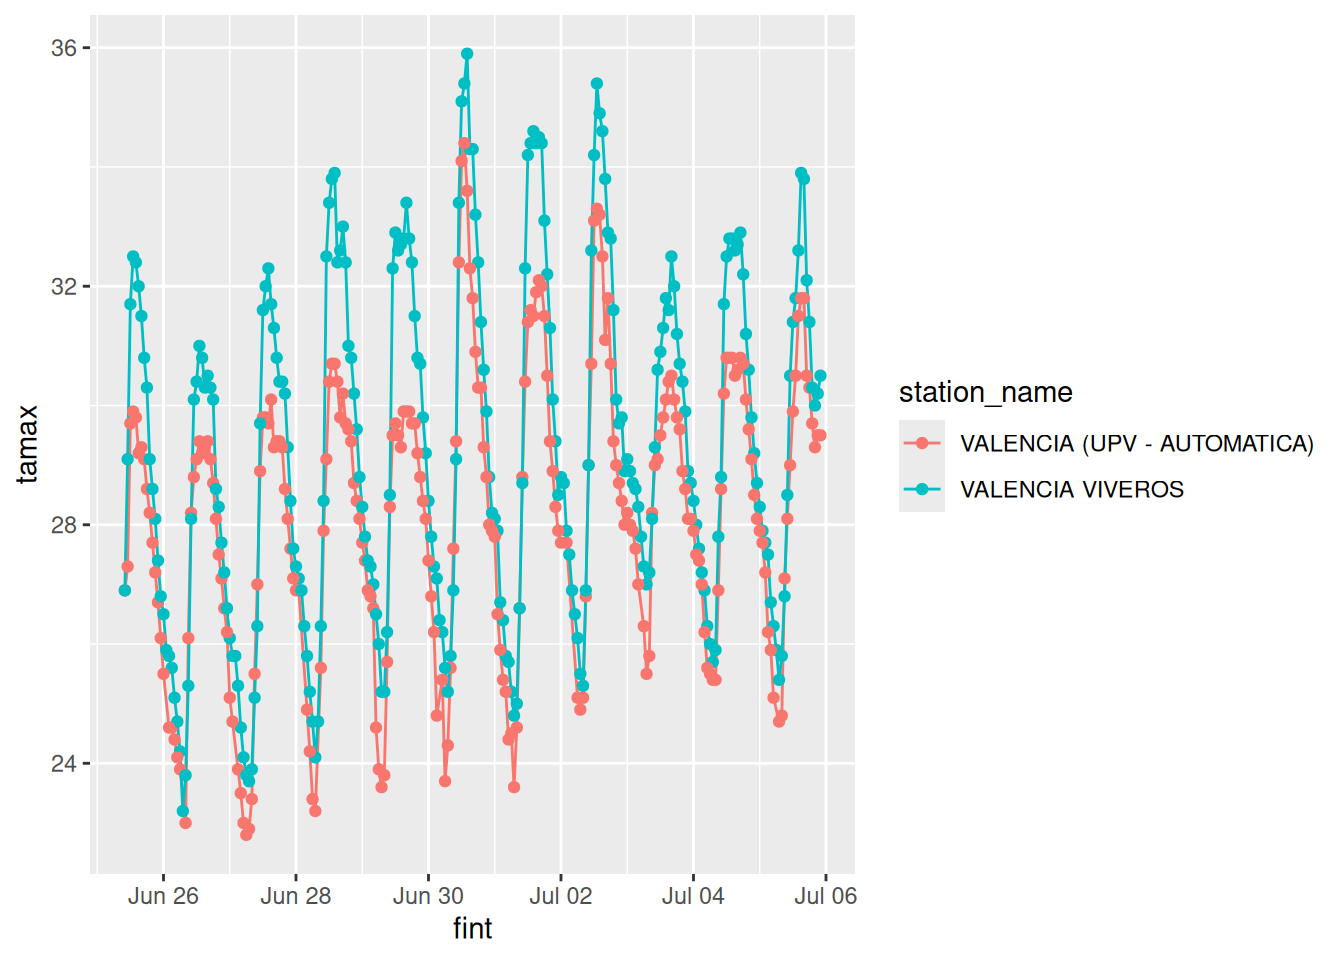 36
32
28
24
tamax
Jun 26 Jun 28 Jun 30 Jul 02 Jul 04 Jul 06
fint
station_name
VALENCIA (UPV - AUTOMATICA)
VALENCIA VIVEROS